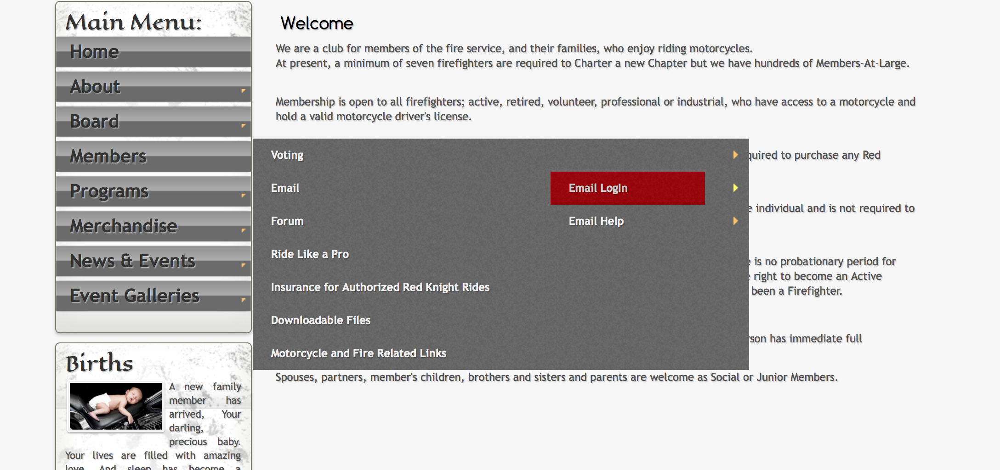 Main Menu:
Home
About
Board
Members
Programs
Merchandise
News & Events
Event Galleries
Births
A new family
member has
arrived, Your
darling,
precious baby.
Your lives are filled with amazing
love. And sleep has become a
Welcome
We are a club for members of the fire service, and their families, who enjoy riding motorcycles.
At present, a minimum of seven firefighters are required to Charter a new Chapter but we have hundreds of Members-At-Large.
Membership is open to all firefighters; active, retired, volunteer, professional or industrial, who have access to a motorcycle and
hold a valid motorcycle driver's license.
Voting
Email
Forum
Ride Like a Pro
Insurance for Authorized Red Knight Rides
Downloadable Files
Motorcycle and Fire Related Links
Email LogIn
Email Help
quired to purchase any Red
individual and is not required to
is no probationary period for
right to become an Active
been a Firefighter.
rson has immediate full
Spouses, partners, member's children, brothers and sisters and parents are welcome as Social or Junior Members.